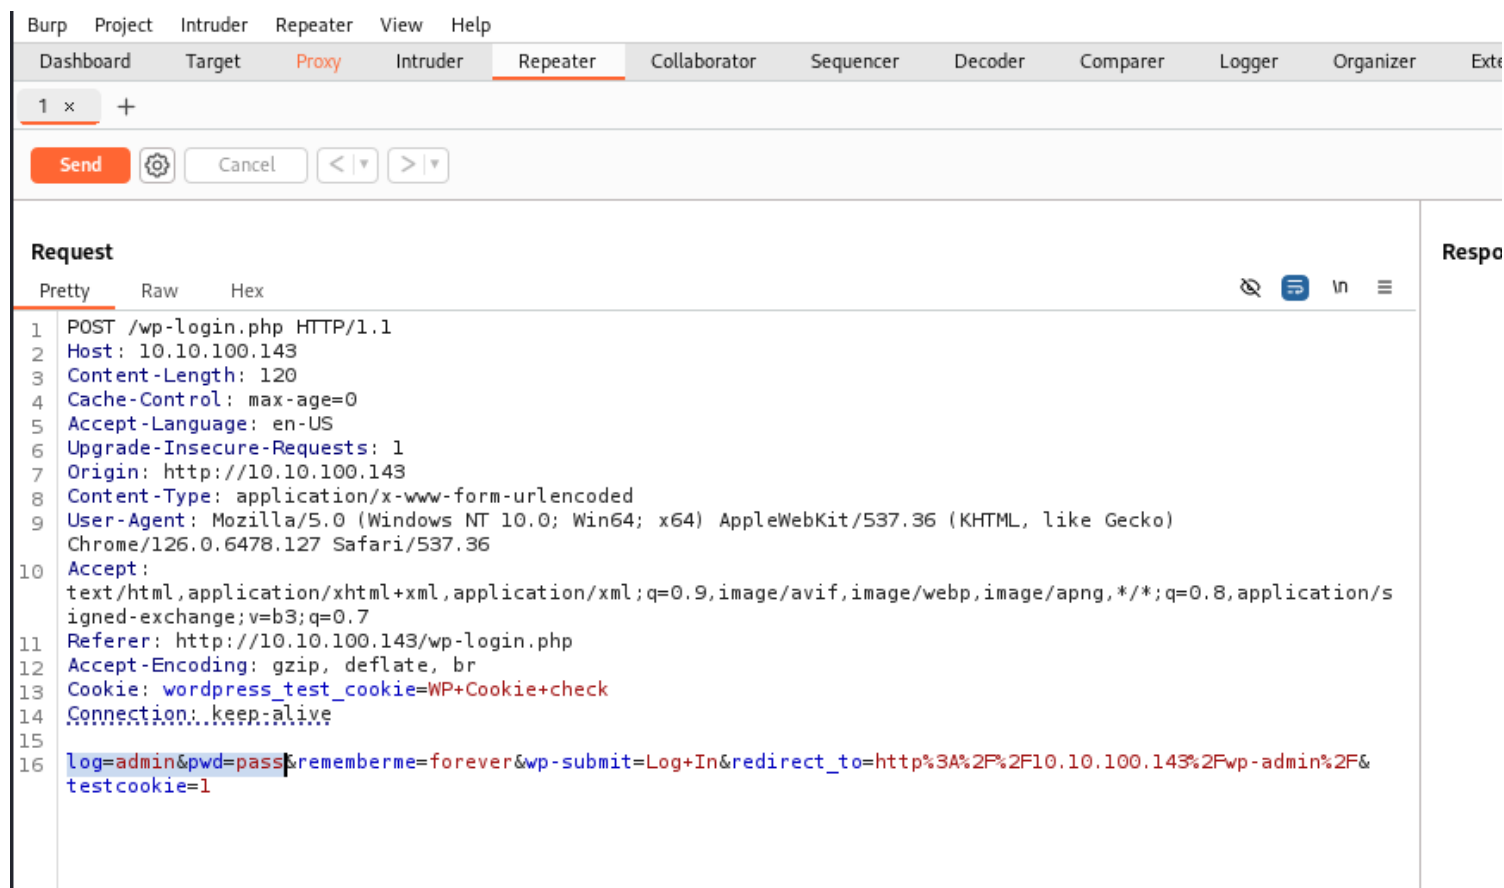 Burp Project Intruder Repeater View Help
Dashboard Target Proxy Intruder Repeater Collaborator Sequencer Decoder Comparer Logger Organizer Exte
1 × +
Send Cancel < > 
Request
Respo
Pretty Raw Hex \n
1 POST /wp-login.php HTTP/1.1
2 Host: 10.10.100.143
3 Content-Length: 120
4 Cache-Control: max-age=0
5 Accept-Language: en-US
6 Upgrade-Insecure-Requests: 1
7 Origin: http://10.10.100.143
8 Content-Type: application/x-www-form-urlencoded
9 User-Agent: Mozilla/5.0 (Windows NT 10.0; Win64; x64) AppleWebKit/537.36 (KHTML, like Gecko)
Chrome/126.0.6478.127 Safari/537.36
10 Accept:
text/html,application/xhtml+xml,application/xml;q=0.9,image/avif,image/webp,image/apng,*/*;q=0.8,application/s
igned-exchange;v=b3;q=0.7
11 Referer: http://10.10.100.143/wp-login.php
12 Accept-Encoding: gzip, deflate, br
13 Cookie: wordpress_test_cookie=WP+Cookie+check
14 Connection: keep-alive
15
16 log=admin&pwd=pass&rememberme=forever&wp-submit=Log+In&redirect_to=http%3A%2F%2F10.10.100.143%2Fwp-admin%2F&
testcookie=1